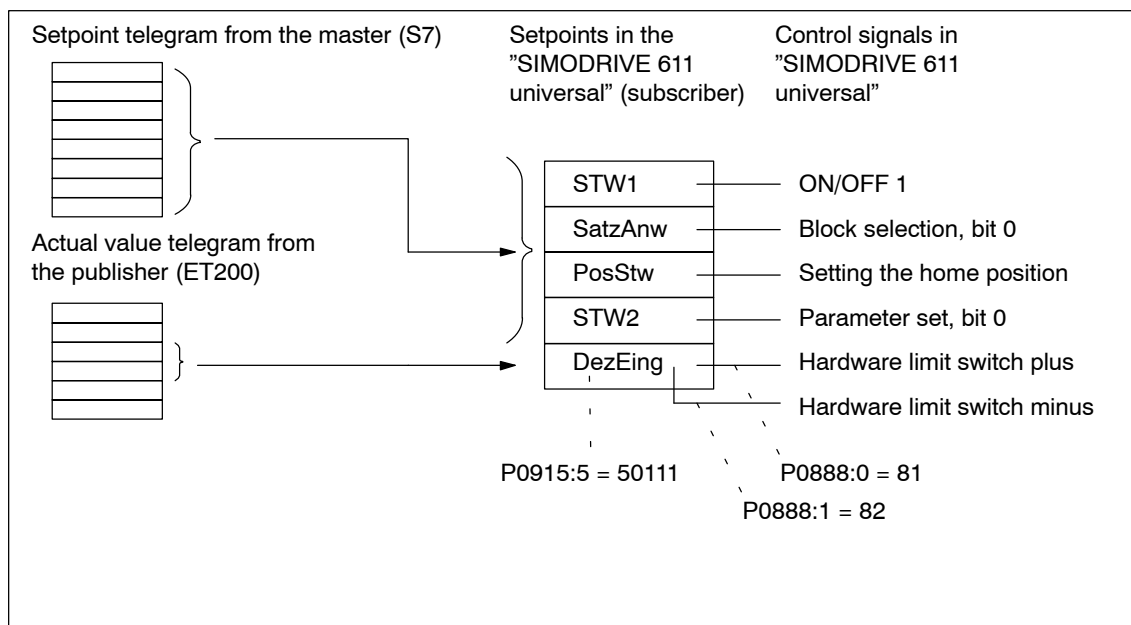 Setpoint telegram from the master (S7)
Setpoints in the
”SIMODRIVE 611
universal” (subscriber)
Control signals in
”SIMODRIVE 611
universal”
STW1
ON/OFF 1
SatzAnw
Block selection, bit 0
Actual value telegram from
the publisher (ET200)
PosStw
Setting the home position
STW2
Parameter set, bit 0
DezEing
Hardware limit switch plus
Hardware limit switch minus
P0915:5 = 50111
P0888:0 = 81
P0888:1 = 82